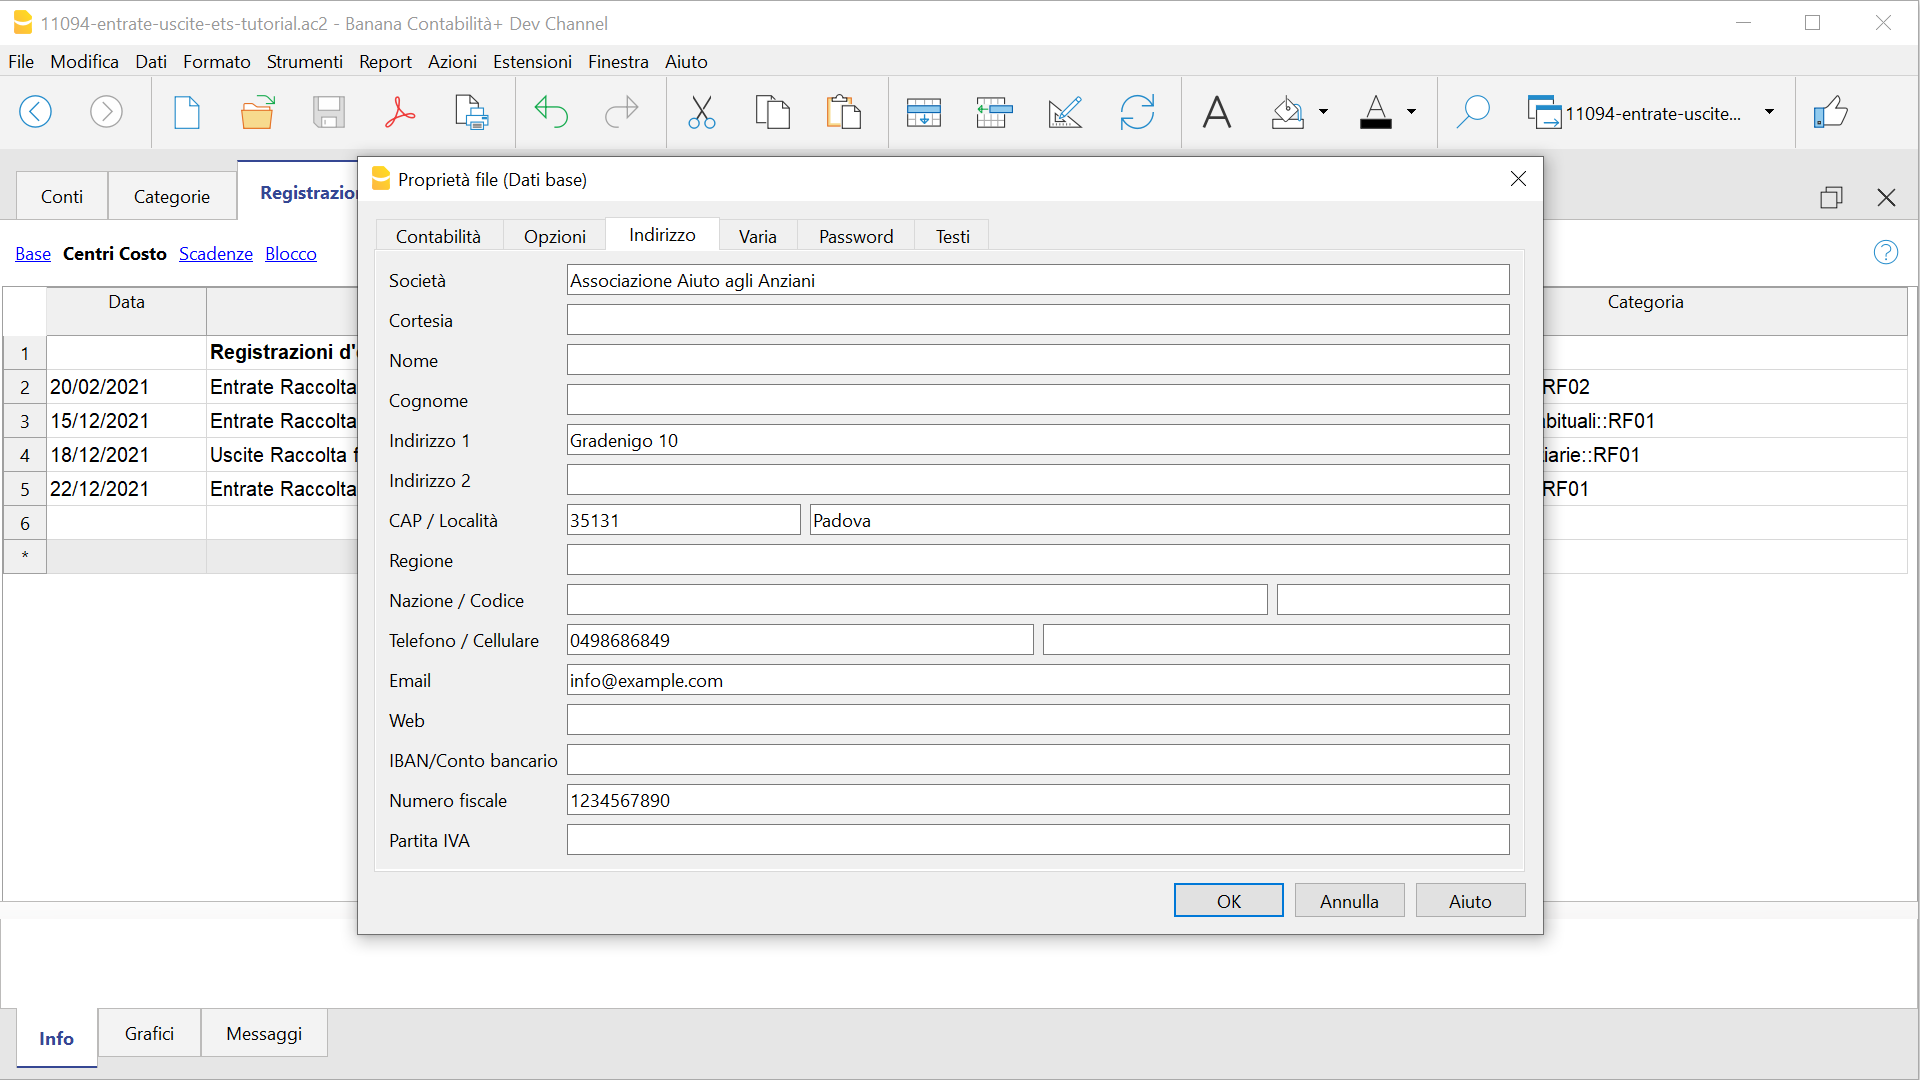 11094-entrate-uscite-ets-tutorial.ac2 - Banana Contabilità+ Dev Channel
File Modifica Dati Formato Strumenti Report Azioni Estensioni Finestra Aiuto
11094-entrate-uscite...
Conti Categorie
Proprietà file (Dati base)
Base Centri Costo Scadenze Blocco
Data Categoria
1
2 20/02/2021 Entrate Raccolta RF02
3 15/12/2021 Entrate Raccolta abituali::RF01
4 18/12/2021 Uscite Raccolta RF01
5 22/12/2021 Entrate Raccolta RF01
6
*
Registrazioni
Contabilità Opzioni Indirizzo Varia Password Testi
Società Associazione Aiuto agli Anziani
Cortesia
Nome
Cognome
Indirizzo 1 Gradenigo 10
Indirizzo 2
CAP / Località 35131 Padova
Regione
Nazione / Codice
Telefono / Cellulare 0498686849
Email info@example.com
Web
IBAN/Conto bancario
Numero fiscale 1234567890
Partita IVA
OK Annulla Aiuto
Info Grafici Messaggi